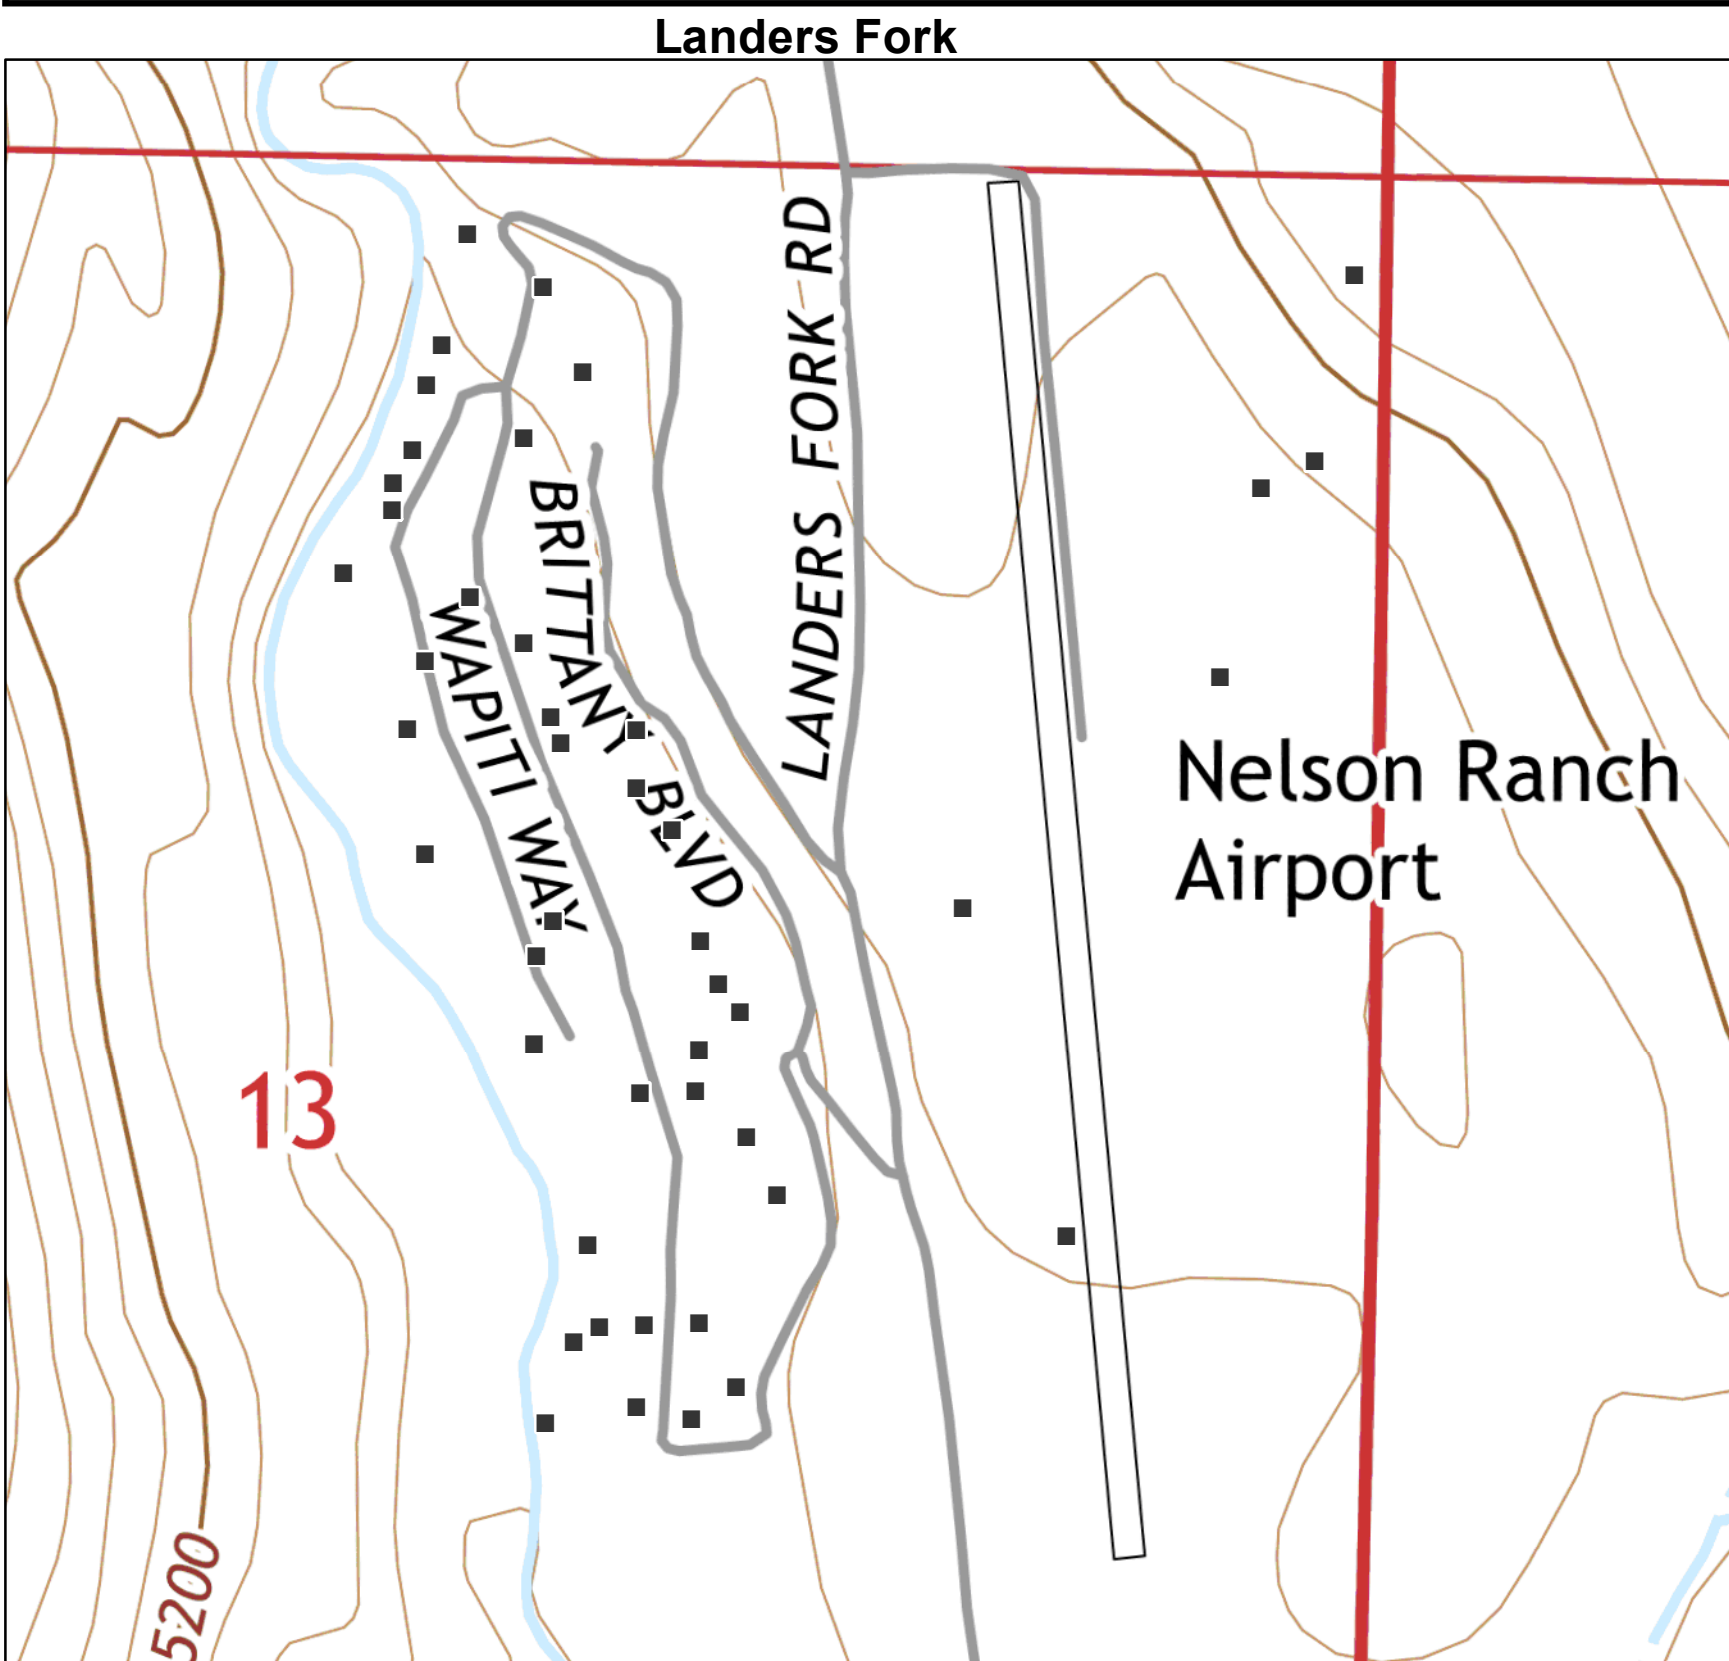 Landers Fork
LANDERS FORK RD
BRITTANY BLVD
WAPITI WAY
Nelson Ranch
Airport
13
5200